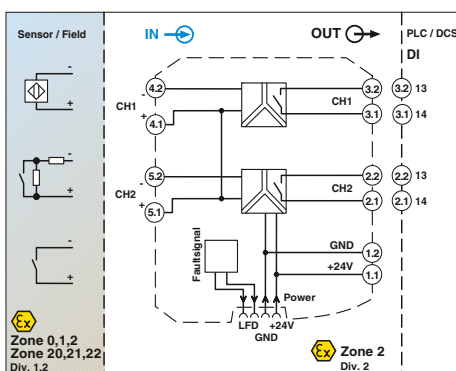 Sensor / Field
IN
OUT
PLC / DCS
DI
-
+
4.2
-
CH1
+
4.1
CH1
3.2
3.1
3.2 13
3.1 14
-
+
5.2
-
CH2
+
5.1
CH2
2.2
2.1
2.2 13
2.1 14
-
+
Faultsignal
GND
1.2
+24V
1.1
Power
LFD
+24V
GND
Ex
Zone 0,1,2
Zone 20,21,22
Div. 1,2
Ex
Zone 2
Div. 2